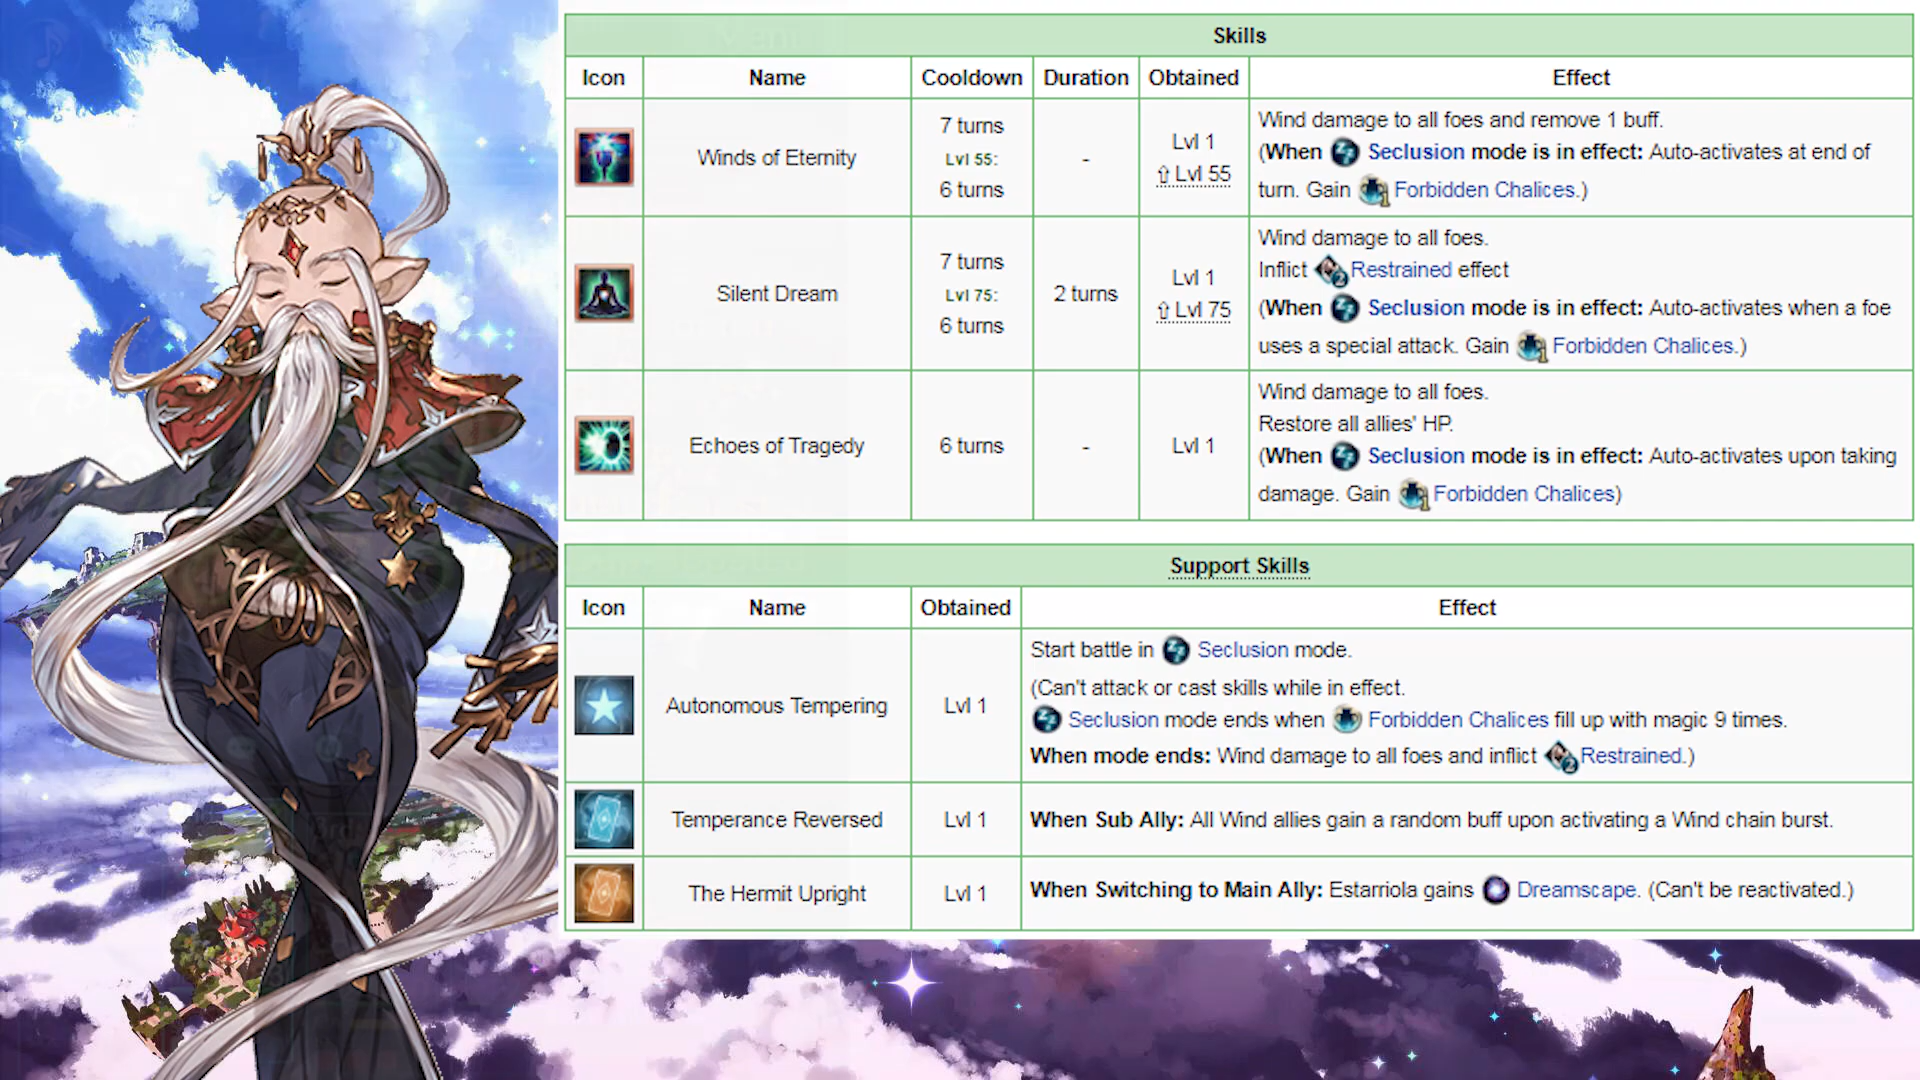 Skills
Icon Name Cooldown Duration Obtained Effect
Winds of Eternity
7 turns
Lvl 55:
6 turns
-
Lvl 1
⇧Lvl 55
Wind damage to all foes and remove 1 buff.
(When Seclusion mode is in effect: Auto-activates at end of
turn. Gain 1 Forbidden Chalices.)
Silent Dream
7 turns
Lvl 75:
6 turns
2 turns
Lvl 1
⇧Lvl 75
Wind damage to all foes.
Inflict 2 Restrained effect
(When Seclusion mode is in effect: Auto-activates when a foe
uses a special attack. Gain 1 Forbidden Chalices.)
Echoes of Tragedy
6 turns
-
Lvl 1
Wind damage to all foes.
Restore all allies' HP.
(When Seclusion mode is in effect: Auto-activates upon taking
damage. Gain 1 Forbidden Chalices)
Support Skills
Icon Name Obtained Effect
Autonomous Tempering
Lvl 1
Start battle in Seclusion mode.
(Can't attack or cast skills while in effect.
Seclusion mode ends when Forbidden Chalices fill up with magic 9 times.
When mode ends: Wind damage to all foes and inflict 2 Restrained.)
Temperance Reversed
Lvl 1
When Sub Ally: All Wind allies gain a random buff upon activating a Wind chain burst.
The Hermit Upright
Lvl 1
When Switching to Main Ally: Estarriola gains Dreamscape. (Can't be reactivated.)